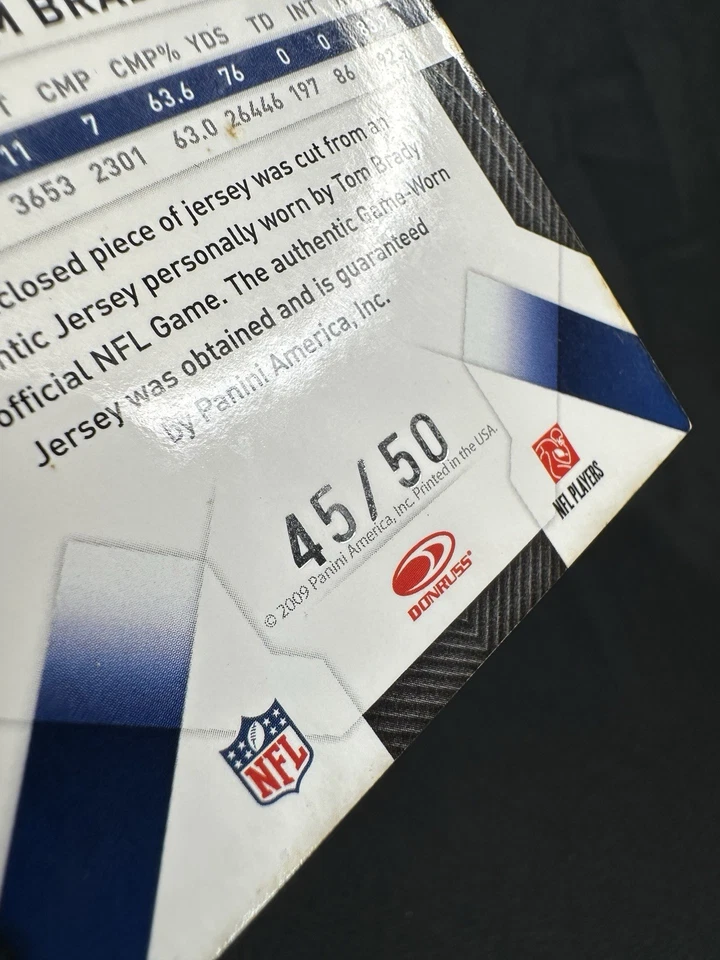 M BRA
T CMP CMP% YDS TD INT
11 7 63.6 76 0 0
3653 2301 63.0 26446 197 86 92.9
closed piece of jersey was cut from an
ntic Jersey personally worn by Tom Brady
official NFL Game. The authentic Game-Worn
Jersey was obtained and is guaranteed
by Panini America, Inc.
45/50
© 2009 Panini America, Inc. Printed in the USA.
DONRUSS
NFL PLAYERS
NFL